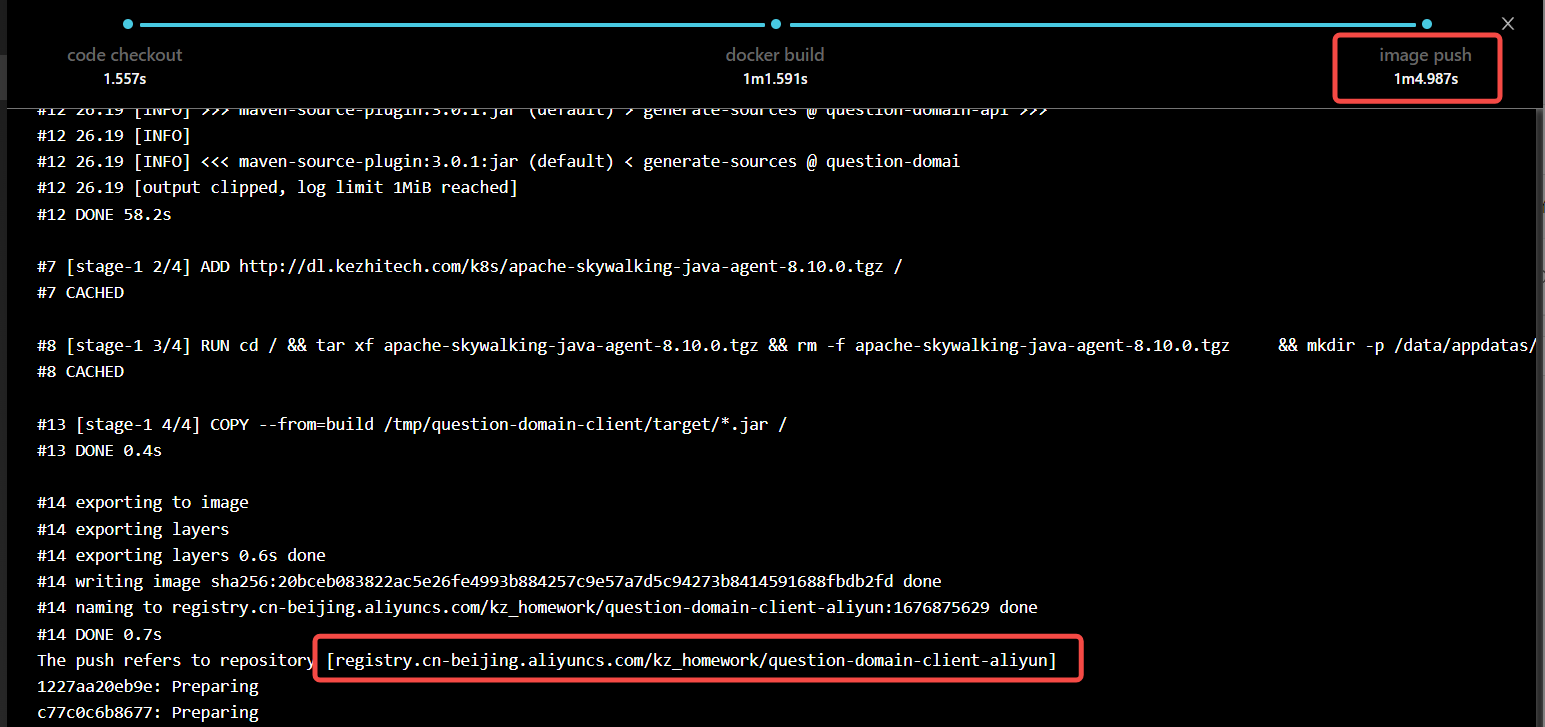 code checkout docker build image push
1.557s 1m1.591s 1m4.987s
#12 26.19 [INFO] >>> maven-source-plugin:3.0.1:jar (default) > generate-sources @ question-domain-api >>>
#12 26.19 [INFO]
#12 26.19 [INFO] <<< maven-source-plugin:3.0.1:jar (default) < generate-sources @ question-domai
#12 26.19 [output clipped, log limit 1MiB reached]
#12 DONE 58.2s
#7 [stage-1 2/4] ADD http://dl.kezhitech.com/k8s/apache-skywalking-java-agent-8.10.0.tgz /
#7 CACHED
#8 [stage-1 3/4] RUN cd / && tar xf apache-skywalking-java-agent-8.10.0.tgz && rm -f apache-skywalking-java-agent-8.10.0.tgz && mkdir -p /data/appdatas/
#8 CACHED
#13 [stage-1 4/4] COPY --from=build /tmp/question-domain-client/target/*.jar /
#13 DONE 0.4s
#14 exporting to image
#14 exporting layers
#14 exporting layers 0.6s done
#14 writing image sha256:20bceb083822ac5e26fe4993b884257c9e57a7d5c94273b8414591688fbdb2fd done
#14 naming to registry.cn-beijing.aliyuncs.com/kz_homework/question-domain-client-aliyun:1676875629 done
#14 DONE 0.7s
The push refers to repository [registry.cn-beijing.aliyuncs.com/kz_homework/question-domain-client-aliyun]
1227aa20eb9e: Preparing
c77c0c6b8677: Preparing